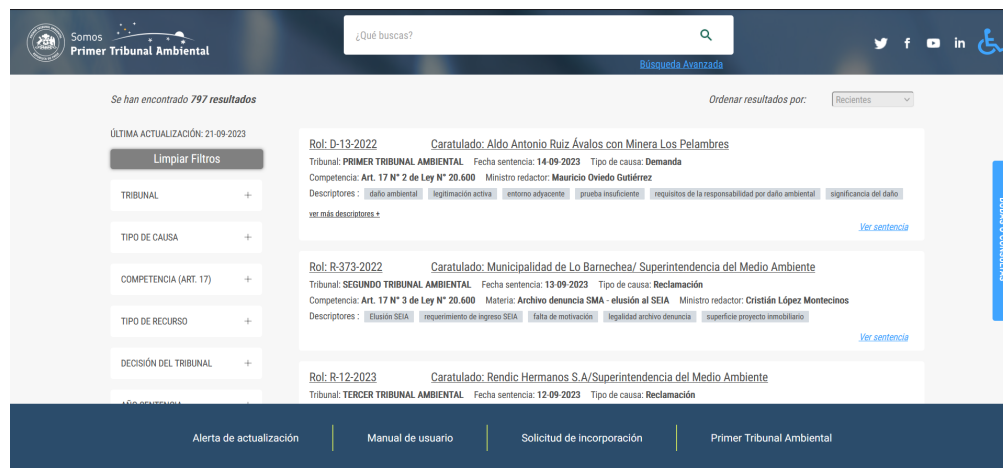 Somos
Primer Tribunal Ambiental
¿Qué buscas?
Búsqueda Avanzada
Se han encontrado 797 resultados
Ordenar resultados por: Recientes
ÚLTIMA ACTUALIZACIÓN: 21-09-2023
Limpiar Filtros
TRIBUNAL +
TIPO DE CAUSA +
COMPETENCIA (ART. 17) +
TIPO DE RECURSO +
DECISIÓN DEL TRIBUNAL +
AÑO SENTENCIA
Rol: D-13-2022 Caratulado: Aldo Antonio Ruiz Ávalos con Minera Los Pelambres
Tribunal: PRIMER TRIBUNAL AMBIENTAL Fecha sentencia: 14-09-2023 Tipo de causa: Demanda
Competencia: Art. 17 N° 2 de Ley N° 20.600 Ministro redactor: Mauricio Oviedo Gutiérrez
Descriptores : daño ambiental legitimación activa entorno adyacente prueba insuficiente requisitos de la responsabilidad por daño ambiental significancia del daño
ver más descriptores +
Ver sentencia
Rol: R-373-2022 Caratulado: Municipalidad de Lo Barnechea/ Superintendencia del Medio Ambiente
Tribunal: SEGUNDO TRIBUNAL AMBIENTAL Fecha sentencia: 13-09-2023 Tipo de causa: Reclamación
Competencia: Art. 17 N° 3 de Ley N° 20.600 Materia: Archivo denuncia SMA - elusión al SEIA Ministro redactor: Cristián López Montecinos
Descriptores : Elusión SEIA requerimiento de ingreso SEIA falta de motivación legalidad archivo denuncia superficie proyecto inmobiliario
Ver sentencia
Rol: R-12-2023 Caratulado: Rendic Hermanos S.A/Superintendencia del Medio Ambiente
Tribunal: TERCER TRIBUNAL AMBIENTAL Fecha sentencia: 12-09-2023 Tipo de causa: Reclamación
Alerta de actualización
Manual de usuario
Solicitud de incorporación
Primer Tribunal Ambiental